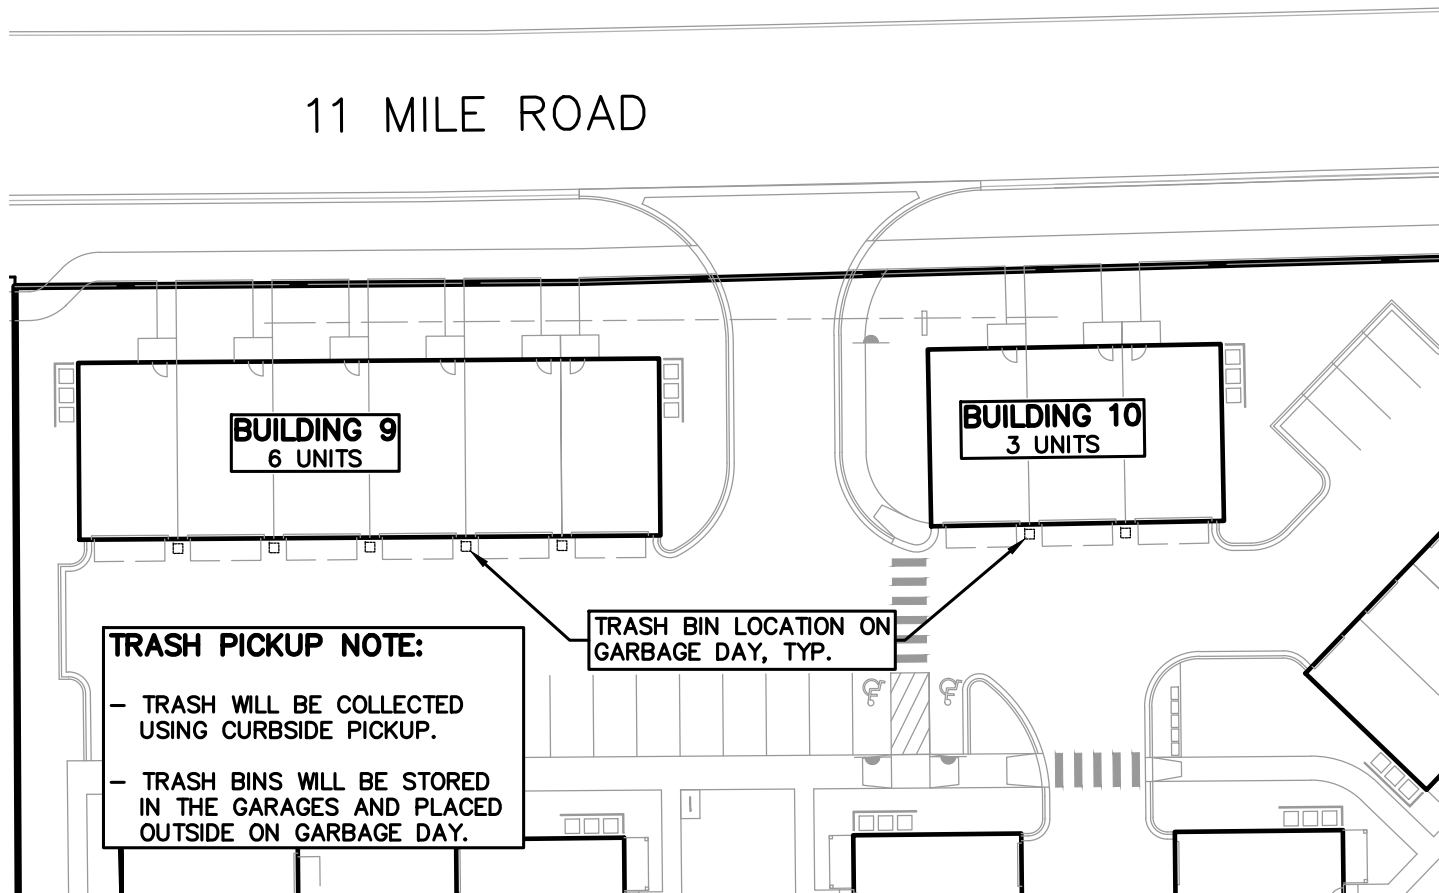 11 MILE ROAD
BUILDING 9
6 UNITS
BUILDING 10
3 UNITS
TRASH BIN LOCATION ON
GARBAGE DAY, TYP.
TRASH PICKUP NOTE:
- TRASH WILL BE COLLECTED
USING CURBSIDE PICKUP.
- TRASH BINS WILL BE STORED
IN THE GARAGES AND PLACED
OUTSIDE ON GARBAGE DAY.